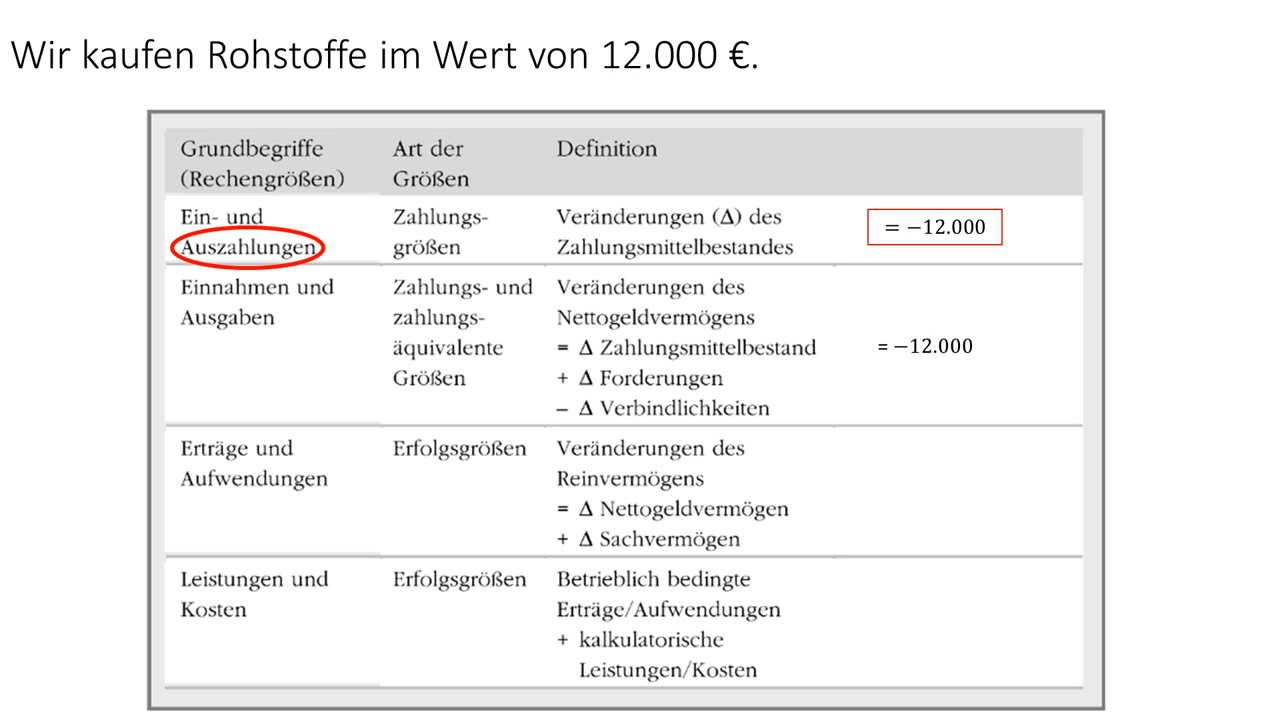 Wir kaufen Rohstoffe im Wert von 12.000 €.
Grundbegriffe
(Rechengrößen)
Art der
Größen
Definition
Ein- und
Auszahlungen
Zahlungs-
größen
Veränderungen (Δ) des
Zahlungsmittelbestandes
= −12.000
Einnahmen und
Ausgaben
Zahlungs- und
zahlungs-
äquivalente
Größen
Veränderungen des
Nettogeldvermögens
= Δ Zahlungsmittelbestand
+ Δ Forderungen
– Δ Verbindlichkeiten
= −12.000
Erträge und
Aufwendungen
Erfolgsgrößen
Veränderungen des
Reinvermögens
= Δ Nettogeldvermögen
+ Δ Sachvermögen
Leistungen und
Kosten
Erfolgsgrößen
Betrieblich bedingte
Erträge/Aufwendungen
+ kalkulatorische
Leistungen/Kosten